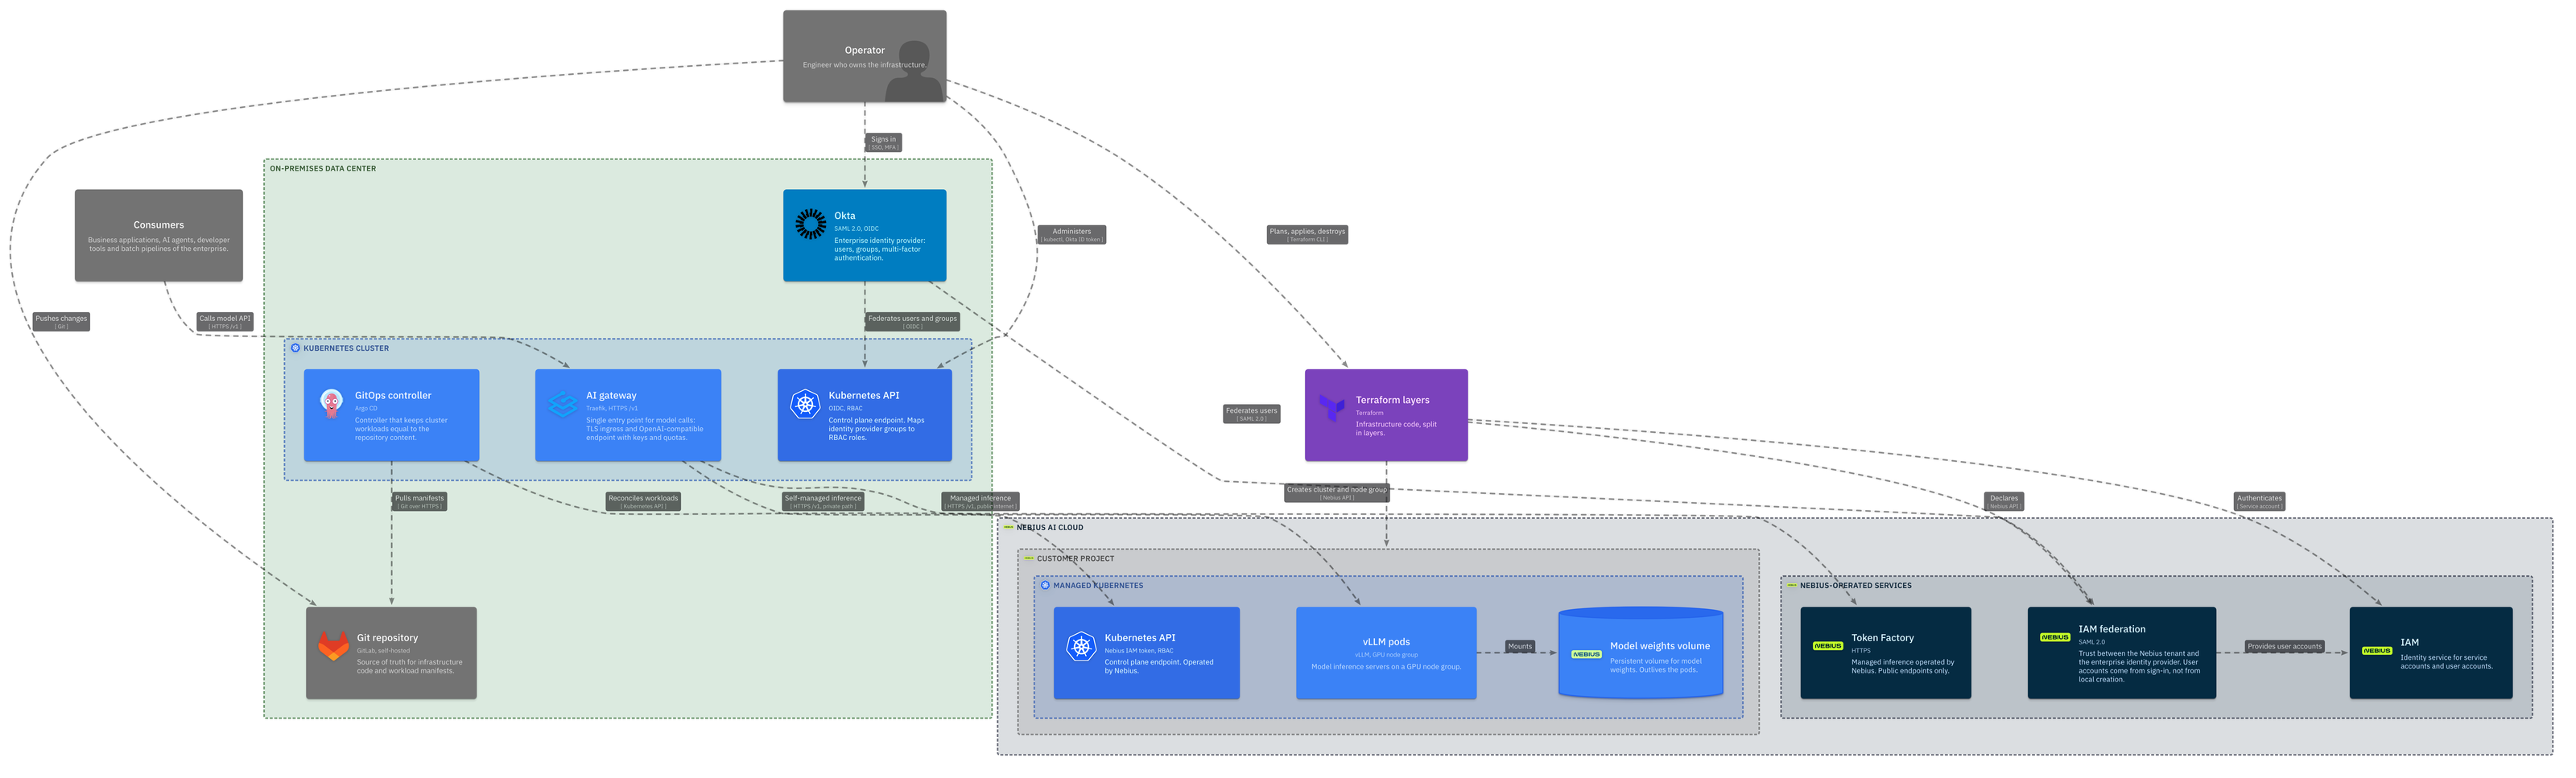 Operator
Engineer who owns the infrastructure.
Signs in
[ SSO, MFA ]
ON-PREMISES DATA CENTER
Consumers
Business applications, AI agents, developer
tools and batch pipelines of the enterprise.
Okta
SAML 2.0, OIDC
Enterprise identity provider:
users, groups, multi-factor
authentication.
Administers
[ kubectl, Okta ID token ]
Plans, applies, destroys
[ Terraform CLI ]
Pushes changes
[ Git ]
Calls model API
[ HTTPS /v1 ]
Federates users and groups
[ OIDC ]
KUBERNETES CLUSTER
GitOps controller
Argo CD
Controller that keeps cluster
workloads equal to the
repository content.
AI gateway
Traefik, HTTPS /v1
Single entry point for model calls:
TLS ingress and OpenAI-compatible
endpoint with keys and quotas.
Kubernetes API
OIDC, RBAC
Control plane endpoint. Maps
identity provider groups to
RBAC roles.
Federates users
[ SAML 2.0 ]
Terraform layers
Terraform
Infrastructure code, split
in layers.
Pulls manifests
[ Git over HTTPS ]
Reconciles workloads
[ Kubernetes API ]
Self-managed inference
[ HTTPS /v1, private path ]
Managed inference
[ HTTPS /v1, public internet ]
Creates cluster and node group
[ Nebius API ]
Declares
[ Nebius API ]
Authenticates
[ Service account ]
NEBIUS AI CLOUD
CUSTOMER PROJECT
MANAGED KUBERNETES
NEBIUS-OPERATED SERVICES
Git repository
GitLab, self-hosted
Source of truth for infrastructure
code and workload manifests.
Kubernetes API
Nebius IAM token, RBAC
Control plane endpoint. Operated
by Nebius.
vLLM pods
vLLM, GPU node group
Model inference servers on a GPU node group.
Mounts
NEBIUS
Model weights volume
Persistent volume for model
weights. Outlives the pods.
NEBIUS
Token Factory
HTTPS
Managed inference operated by
Nebius. Public endpoints only.
NEBIUS
IAM federation
SAML 2.0
Trust between the Nebius tenant and
the enterprise identity provider. User
accounts come from sign-in, not from
local creation.
Provides user accounts
NEBIUS
IAM
Identity service for service
accounts and user accounts.